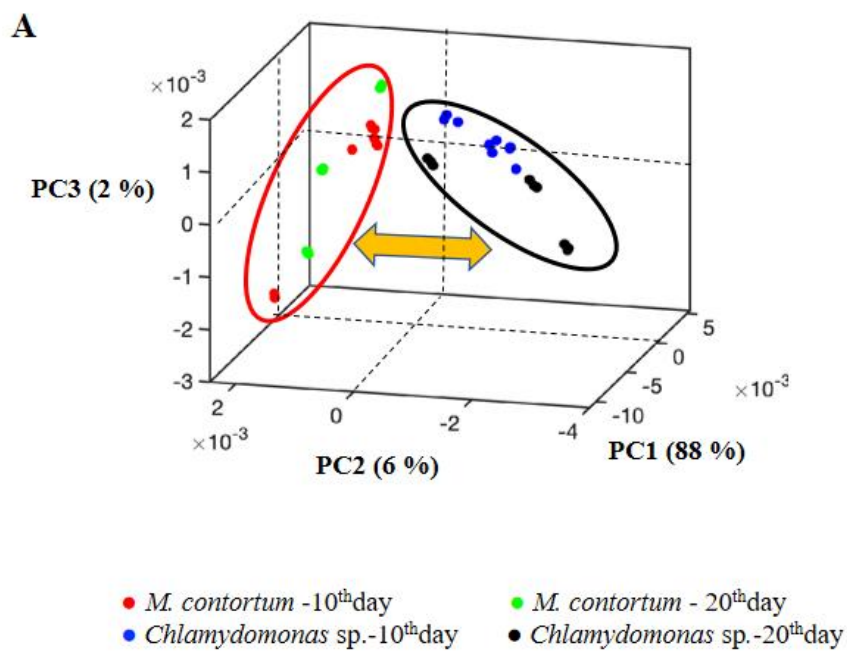 A
×10⁻³
2
1
PC3 (2 %)
0
-1
-2
-3
5
0
-5
-10
×10⁻³
2
0
-2
-4
×10⁻³
PC2 (6 %)
PC1 (88 %)
M. contortum -10ᵗʰday
M. contortum - 20ᵗʰday
Chlamydomonas sp.-10ᵗʰday
Chlamydomonas sp.-20ᵗʰday